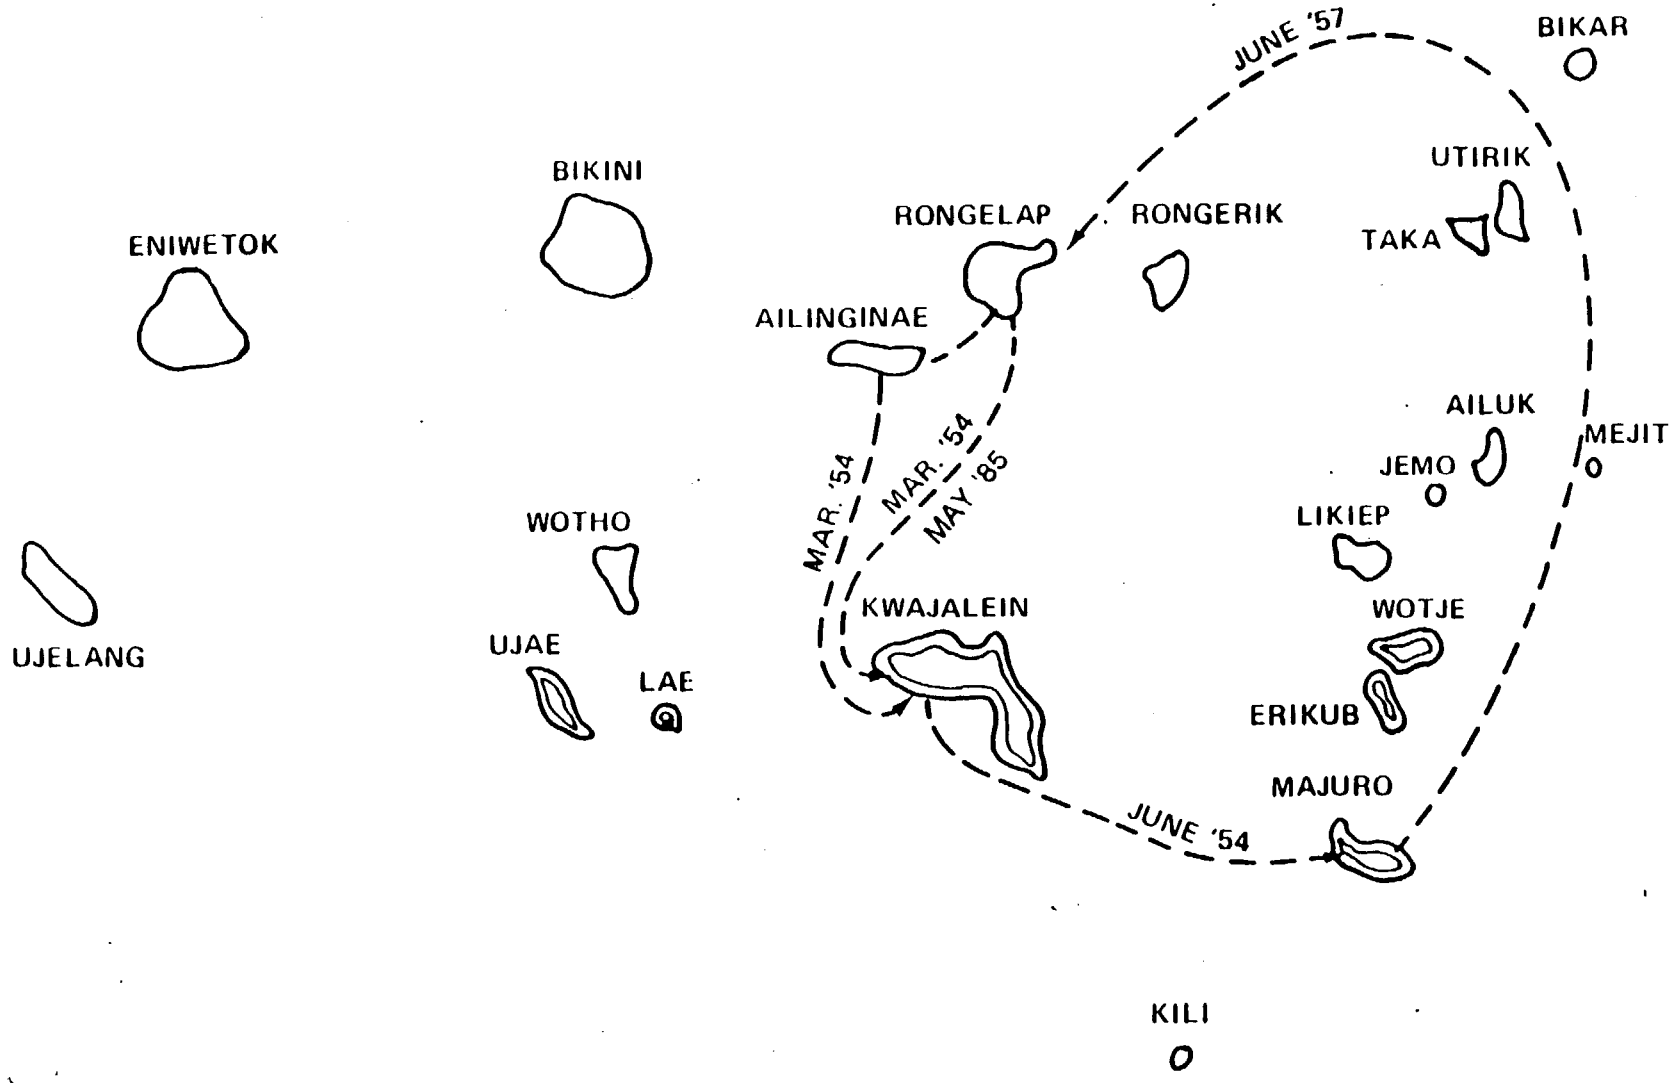 JUNE '57
BIKAR
UTIRIK
BIKINI
RONGELAP
RONGERIK
TAKA
ENIWETOK
AILINGINAE
AILUK
MEJIT
MAR. '54
MAR. '54
MAY '85
JEMO
LIKIEP
WOTHO
KWAJALEIN
WOTJE
UJAE
UJELANG
LAE
ERIKUB
MAJURO
JUNE '54
KILI